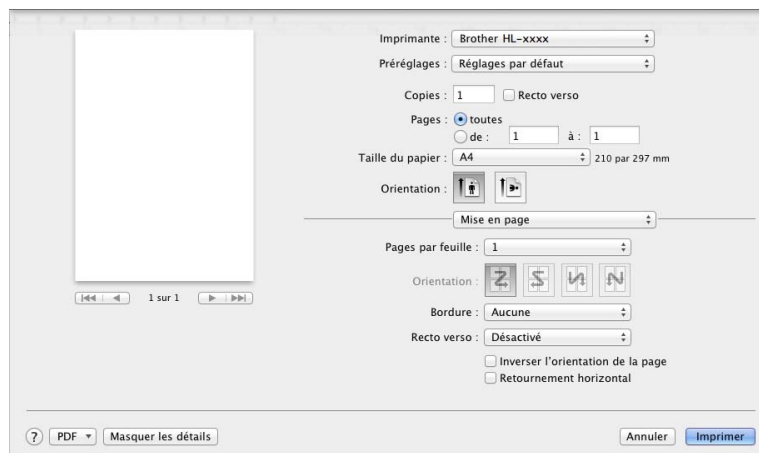 Imprimante : Brother HL-xxxx
Préréglages : Réglages par défaut
Copies : 1 Recto verso
Pages : toutes
de : 1 à : 1
Taille du papier : A4 210 par 297 mm
Orientation :
Mise en page
Pages par feuille : 1
Orientation :
Bordure : Aucune
Recto verso : Désactivé
Inverser l'orientation de la page
Retournement horizontal
1 sur 1
? PDF Masquer les détails Annuler Imprimer